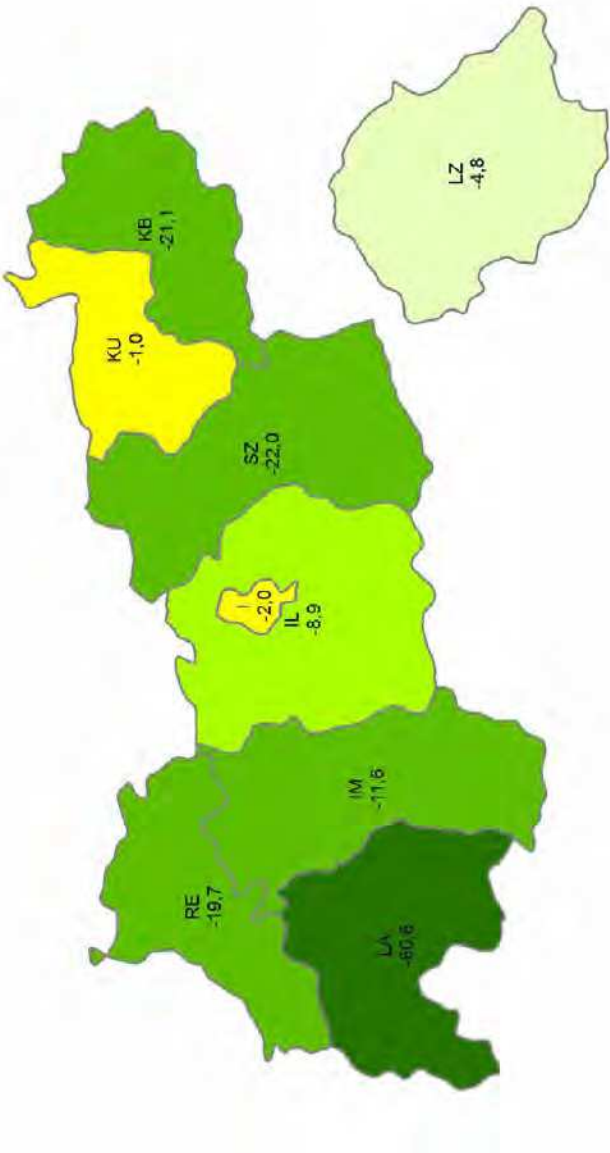 RE
-19,7
LA
-60,6
IM
-11,6
I
-2,0
IL
-8,9
SZ
-22,0
KU
-1,0
KB
-21,1
LZ
-4,8